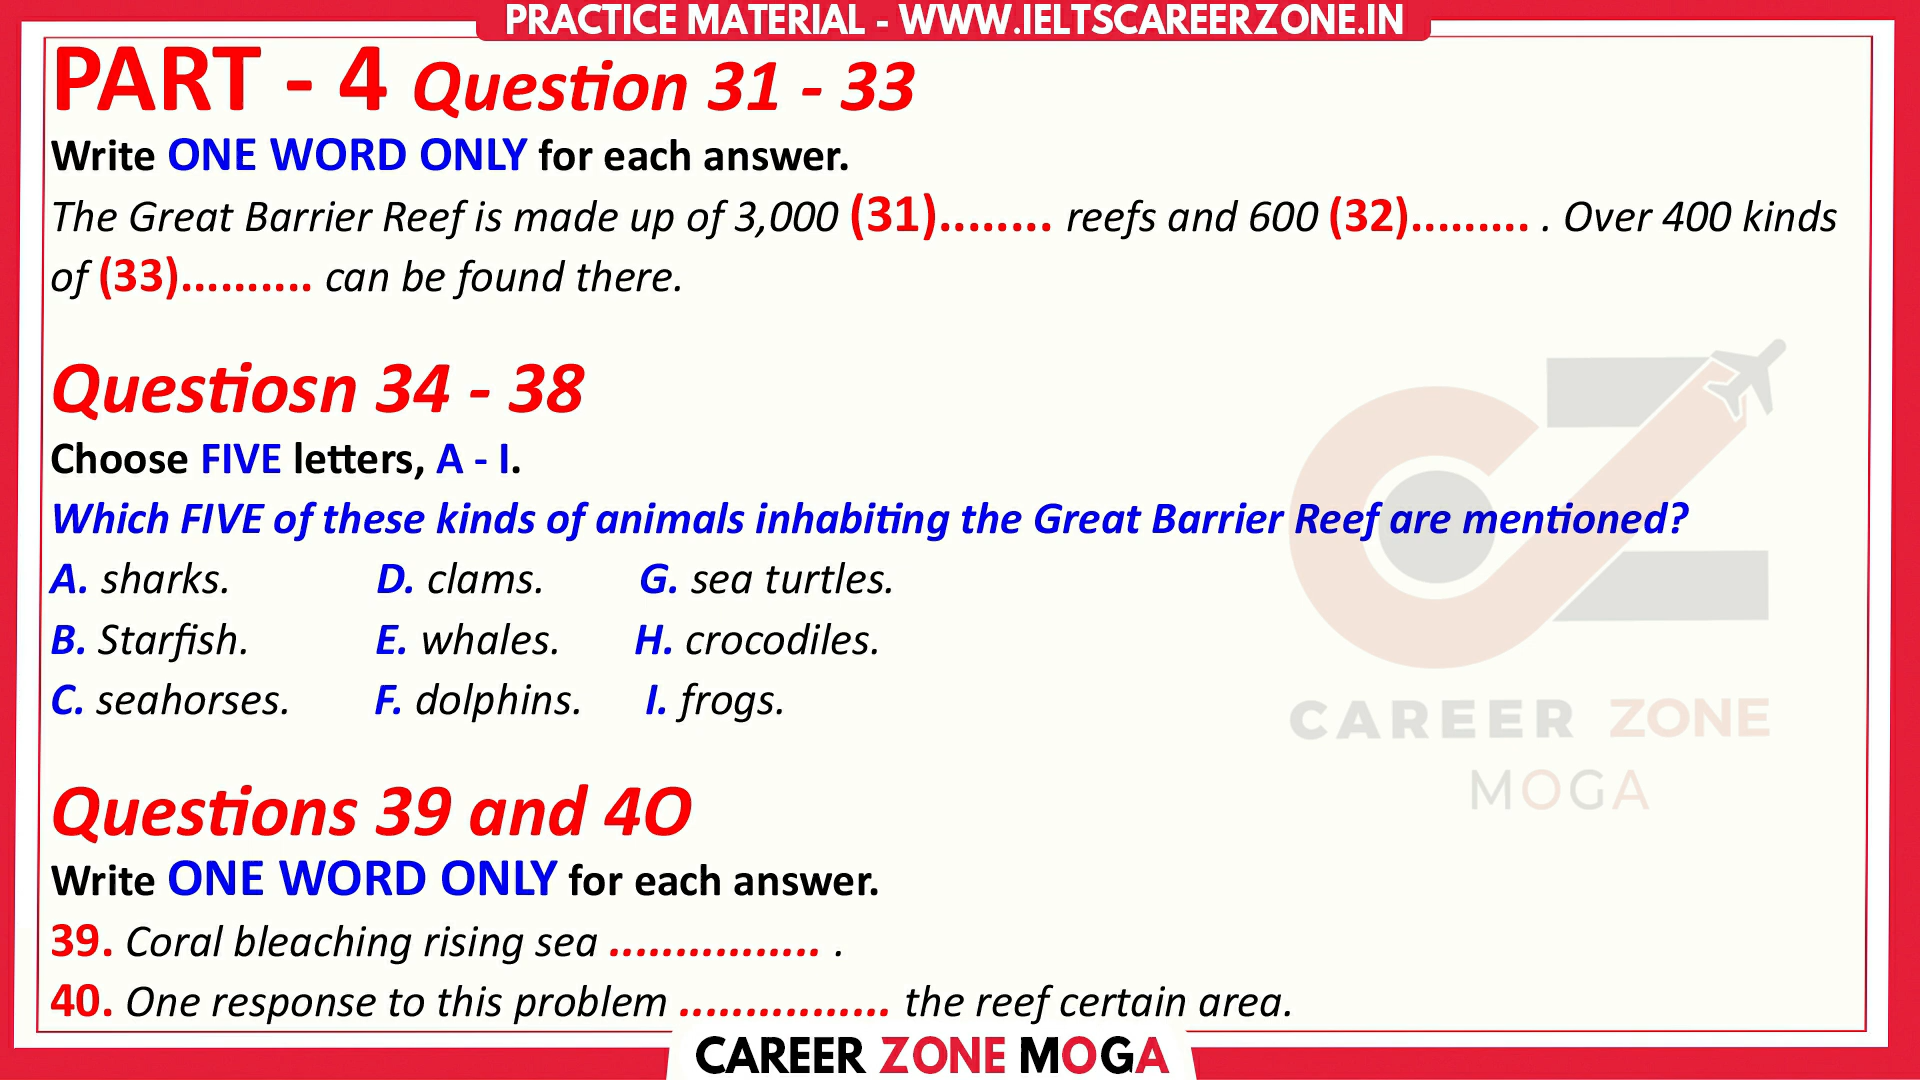 PRACTICE MATERIAL - WWW.IELTSCAREERZONE.IN
PART - 4 Question 31 - 33
Write ONE WORD ONLY for each answer.
The Great Barrier Reef is made up of 3,000 (31)........ reefs and 600 (32)......... . Over 400 kinds
of (33).......... can be found there.
Questiosn 34 - 38
Choose FIVE letters, A - I.
Which FIVE of these kinds of animals inhabiting the Great Barrier Reef are mentioned?
A. sharks. D. clams. G. sea turtles.
B. Starfish. E. whales. H. crocodiles.
C. seahorses. F. dolphins. I. frogs.
CAREER ZONE
MOGA
Questions 39 and 4O
Write ONE WORD ONLY for each answer.
39. Coral bleaching rising sea ................ .
40. One response to this problem ................ the reef certain area.
CAREER ZONE MOGA